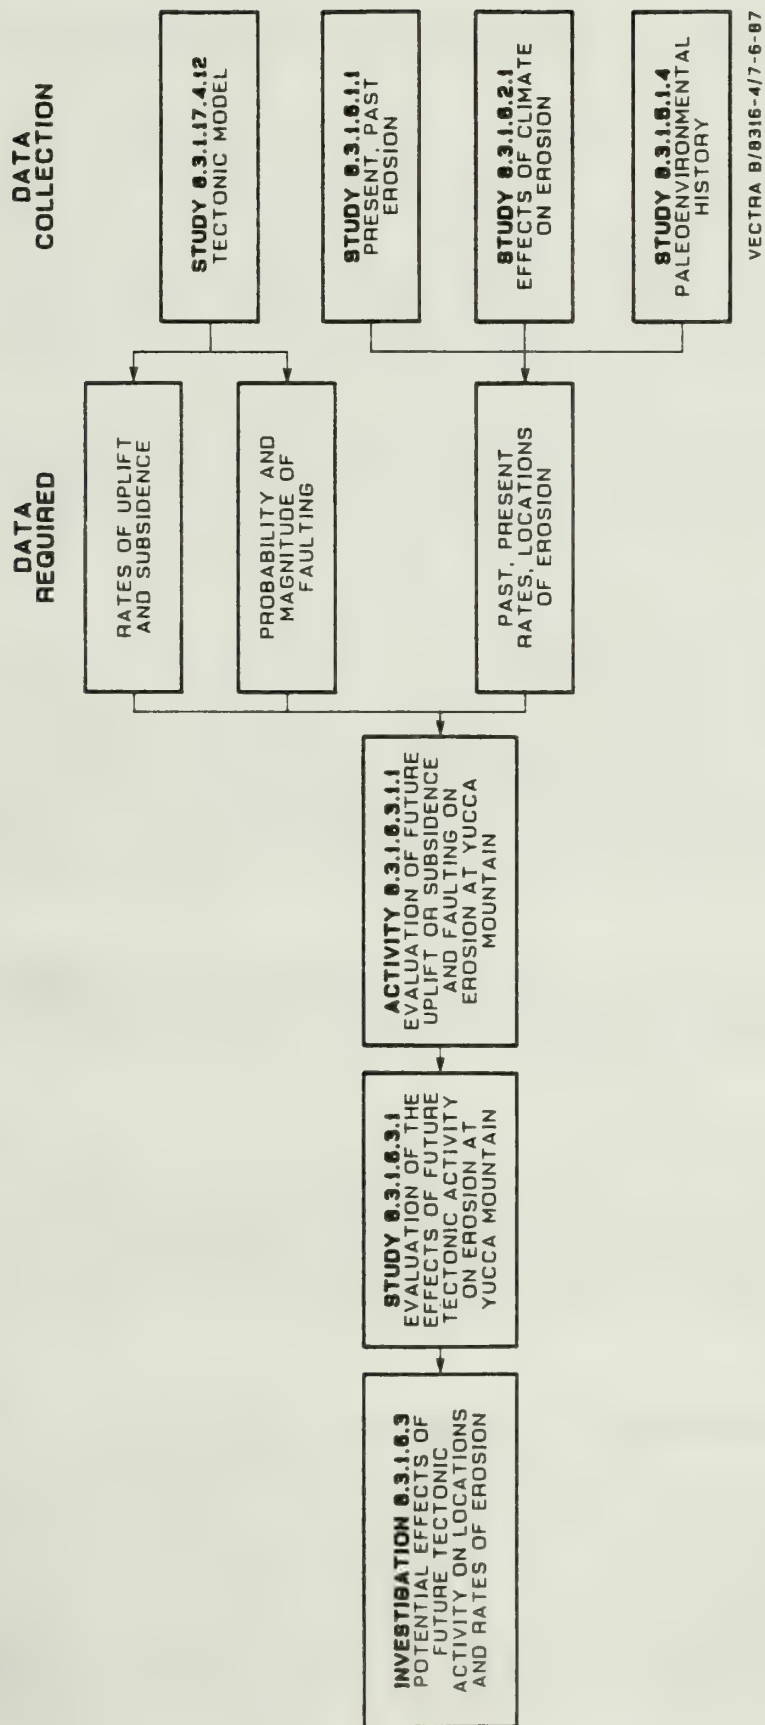 DATA
REQUIRED
DATA
COLLECTION
INVESTIGATION 8.3.1.6.3
POTENTIAL EFFECTS OF
FUTURE TECTONIC
ACTIVITY ON LOCATIONS
AND RATES OF EROSION
STUDY 8.3.1.6.3.1
EVALUATION OF THE
EFFECTS OF FUTURE
TECTONIC ACTIVITY
ON EROSION AT
YUCCA MOUNTAIN
ACTIVITY 8.3.1.6.3.1.1
EVALUATION OF FUTURE
UPLIFT OR SUBSIDENCE
AND FAULTING ON
EROSION AT YUCCA
MOUNTAIN
RATES OF UPLIFT
AND SUBSIDENCE
PROBABILITY AND
MAGNITUDE OF
FAULTING
PAST, PRESENT
RATES, LOCATIONS
OF EROSION
STUDY 8.3.1.17.4.12
TECTONIC MODEL
STUDY 8.3.1.6.1.1
PRESENT, PAST
EROSION
STUDY 8.3.1.6.2.1
EFFECTS OF CLIMATE
ON EROSION
STUDY 8.3.1.5.1.4
PALEOENVIRONMENTAL
HISTORY
VECTRA B/8316-4/7-6-87